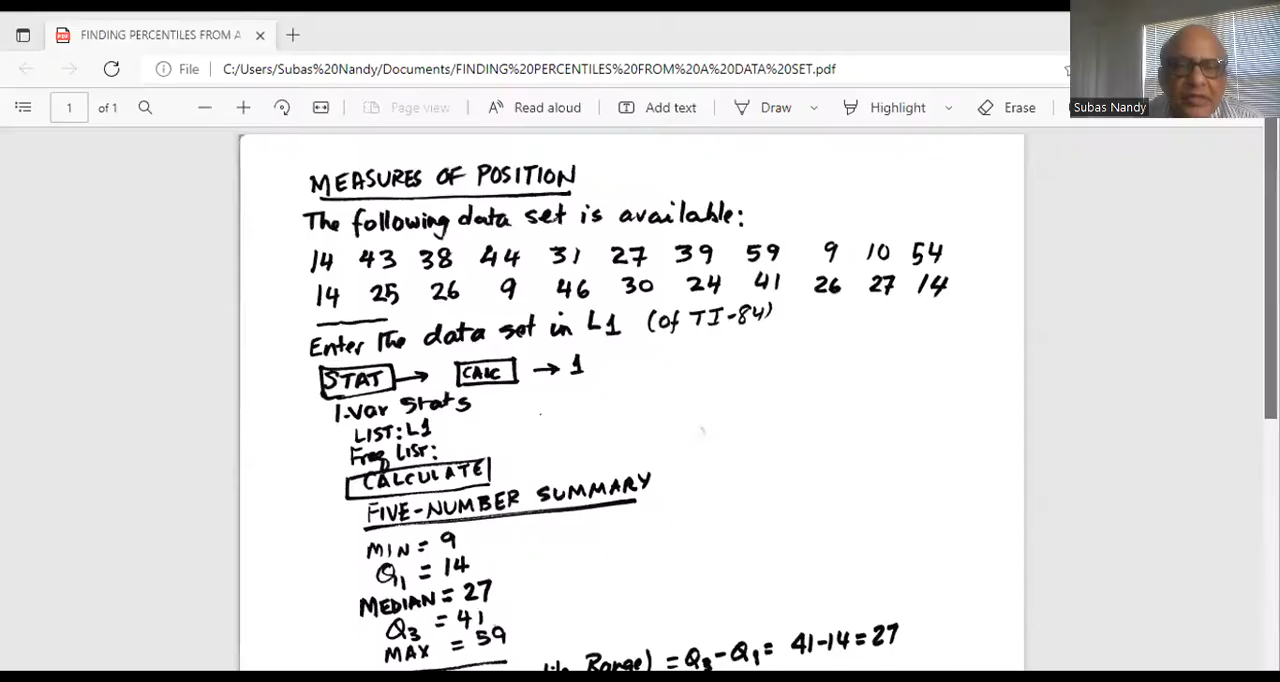 FINDING PERCENTILES FROM A
File C:/Users/Subas%20Nandy/Documents/FINDING%20PERCENTILES%20FROM%20A%20DATA%20SET.pdf
1 of 1 Page view Read aloud Add text Draw Highlight Erase
Subas Nandy
MEASURES OF POSITION
The following data set is available:
14 43 38 44 31 27 39 59 9 10 54
14 25 26 9 46 30 24 41 26 27 14
Enter The data set in L1 (of TI-84)
STAT → CALC → 1
1-Var Stats
LIST: L1
Freq LIST:
CALCULATE
FIVE-NUMBER SUMMARY
MIN = 9
Q1 = 14
MEDIAN = 27
Q3 = 41
MAX = 59
Range) = Q3 - Q1 = 41-14 = 27